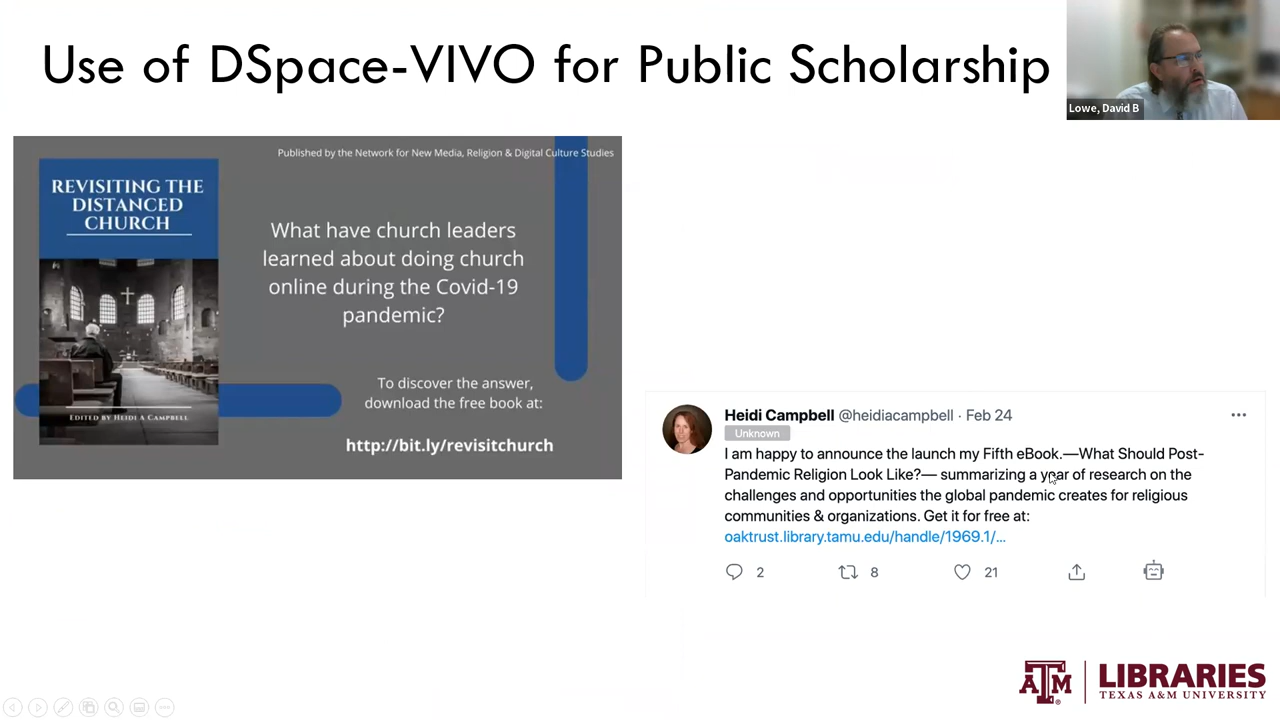 Use of DSpace-VIVO for Public Scholarship
Lowe, David B
Published by the Network for New Media, Religion & Digital Culture Studies
REVISITING THE
DISTANCED
CHURCH
EDITED BY HEIDI A CAMPBELL
What have church leaders
learned about doing church
online during the Covid-19
pandemic?
To discover the answer,
download the free book at:
http://bit.ly/revisitchurch
Heidi Campbell @heidiacampbell · Feb 24
Unknown
I am happy to announce the launch my Fifth eBook.—What Should Post-
Pandemic Religion Look Like?— summarizing a year of research on the
challenges and opportunities the global pandemic creates for religious
communities & organizations. Get it for free at:
oaktrust.library.tamu.edu/handle/1969.1/...
2 8 21
ATM LIBRARIES
TEXAS A&M UNIVERSITY